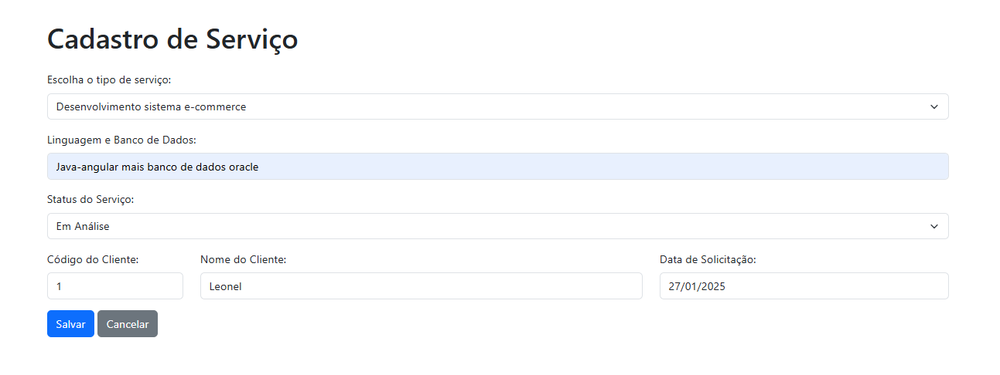 Cadastro de Serviço
Escolha o tipo de serviço:
Desenvolvimento sistema e-commerce
Linguagem e Banco de Dados:
Java-angular mais banco de dados oracle
Status do Serviço:
Em Análise
Código do Cliente: Nome do Cliente: Data de Solicitação:
1 Leonel 27/01/2025
Salvar Cancelar